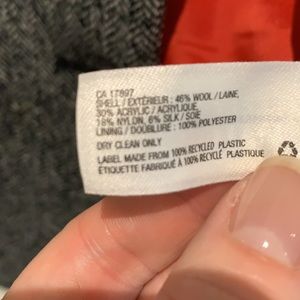 CA 17897
SHELL / EXTÉRIEUR : 46% WOOL / LAINE,
30% ACRYLIC / ACRYLIQUE,
18% NYLON, 6% SILK / SOIE
LINING / DOUBLURE : 100% POLYESTER
DRY CLEAN ONLY
LABEL MADE FROM 100% RECYCLED PLASTIC
ÉTIQUETTE FABRIQUÉ À 100% RECYCLÉ PLASTIQUE